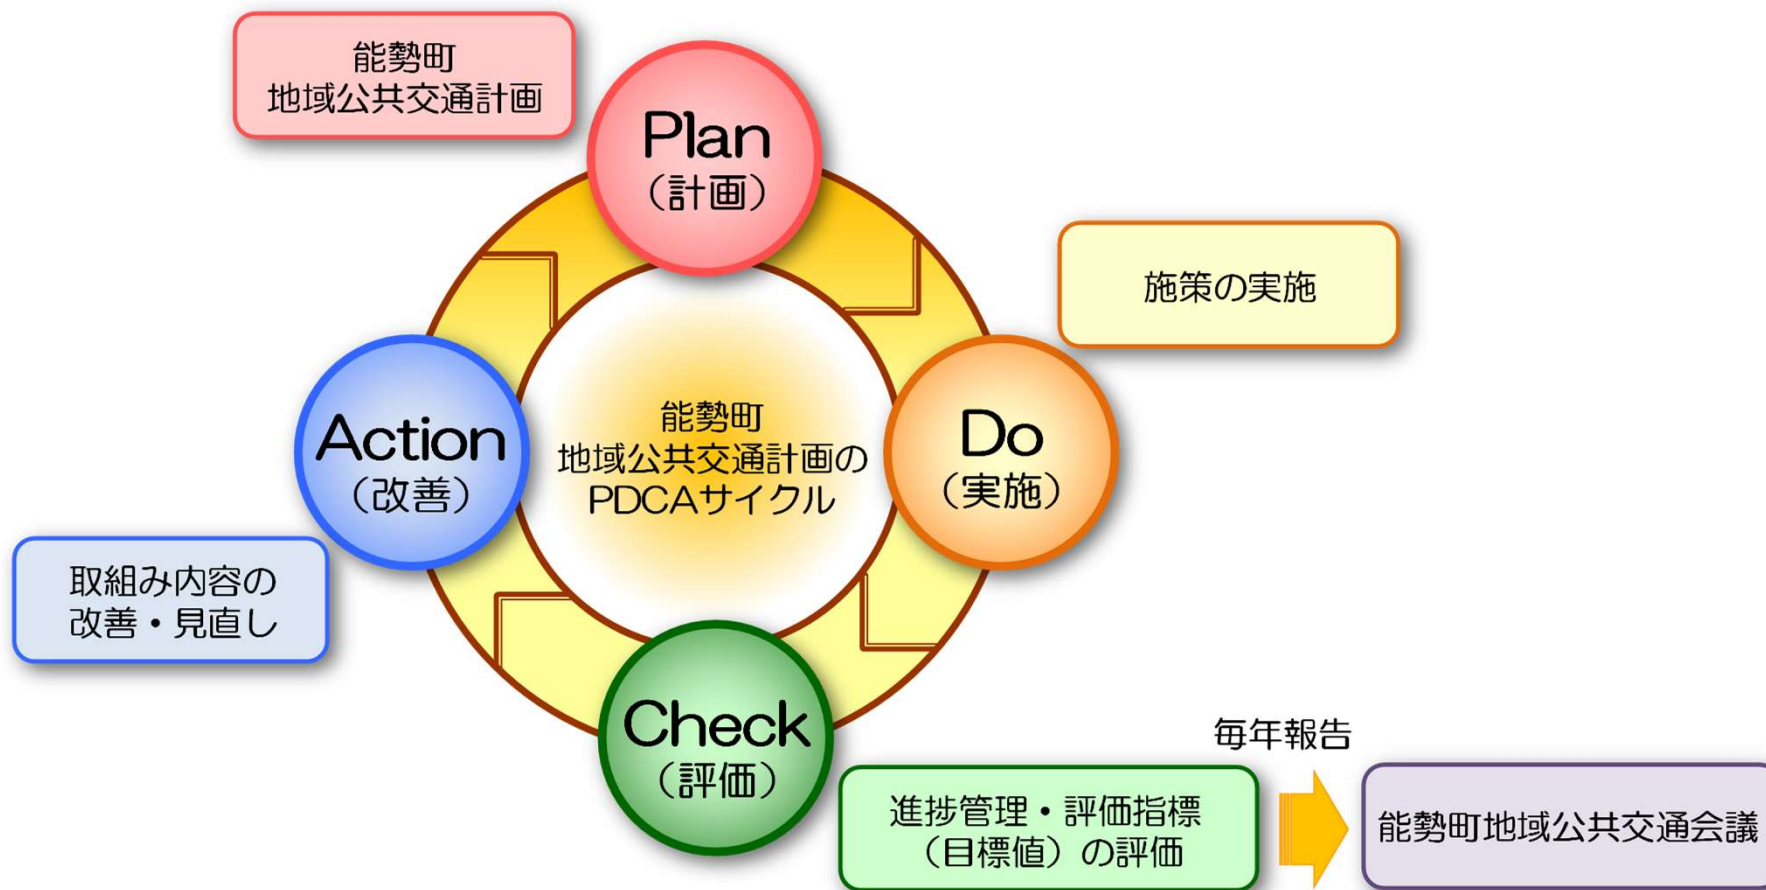 能勢町
地域公共交通計画
Plan
（計画）
施策の実施
Do
（実施）
能勢町
地域公共交通計画の
PDCAサイクル
Action
（改善）
取組み内容の
改善・見直し
Check
（評価）
進捗管理・評価指標
（目標値）の評価
毎年報告
能勢町地域公共交通会議